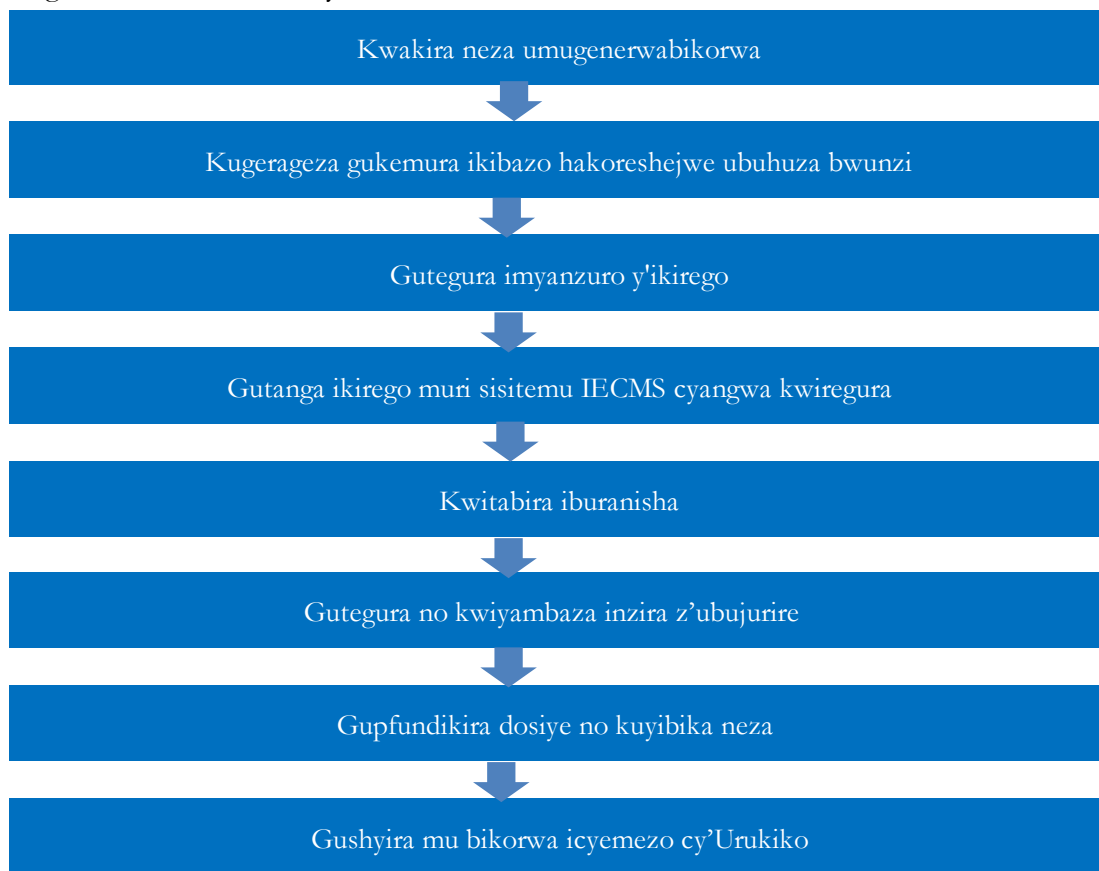 Kwakira neza umugenerwabikorwa
Kugerageza gukemura ikibazo hakoreshejwe ubuhuza bwunzi
Gutegura imyanzuro y'ikirego
Gutanga ikirego muri sisitemu IECMS cyangwa kwiregura
Kwitabira iburanisha
Gutegura no kwiyambaza inzira z’ubujurire
Gupfundikira dosiye no kuyibika neza
Gushyira mu bikorwa icyemezo cy’Urukiko